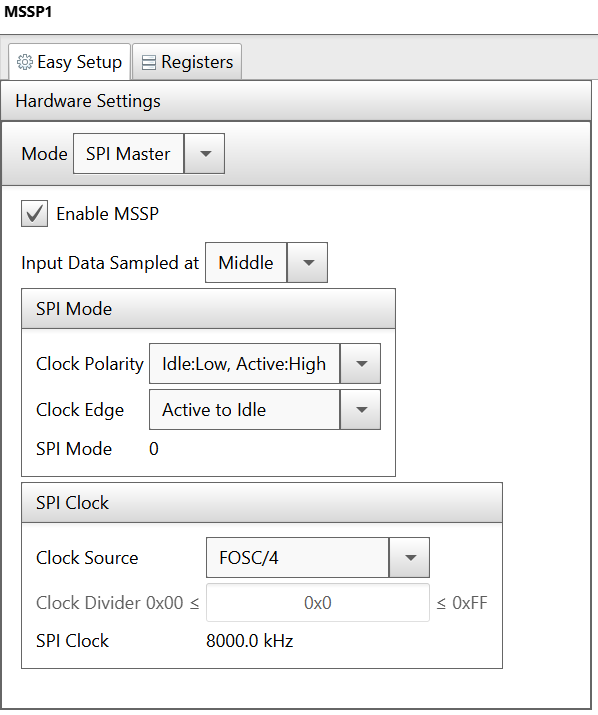 MSSP1
Easy Setup Registers
Hardware Settings
Mode SPI Master
Enable MSSP
Input Data Sampled at Middle
SPI Mode
Clock Polarity Idle:Low, Active:High
Clock Edge Active to Idle
SPI Mode 0
SPI Clock
Clock Source FOSC/4
Clock Divider 0x00 ≤ 0x0 ≤ 0xFF
SPI Clock 8000.0 kHz